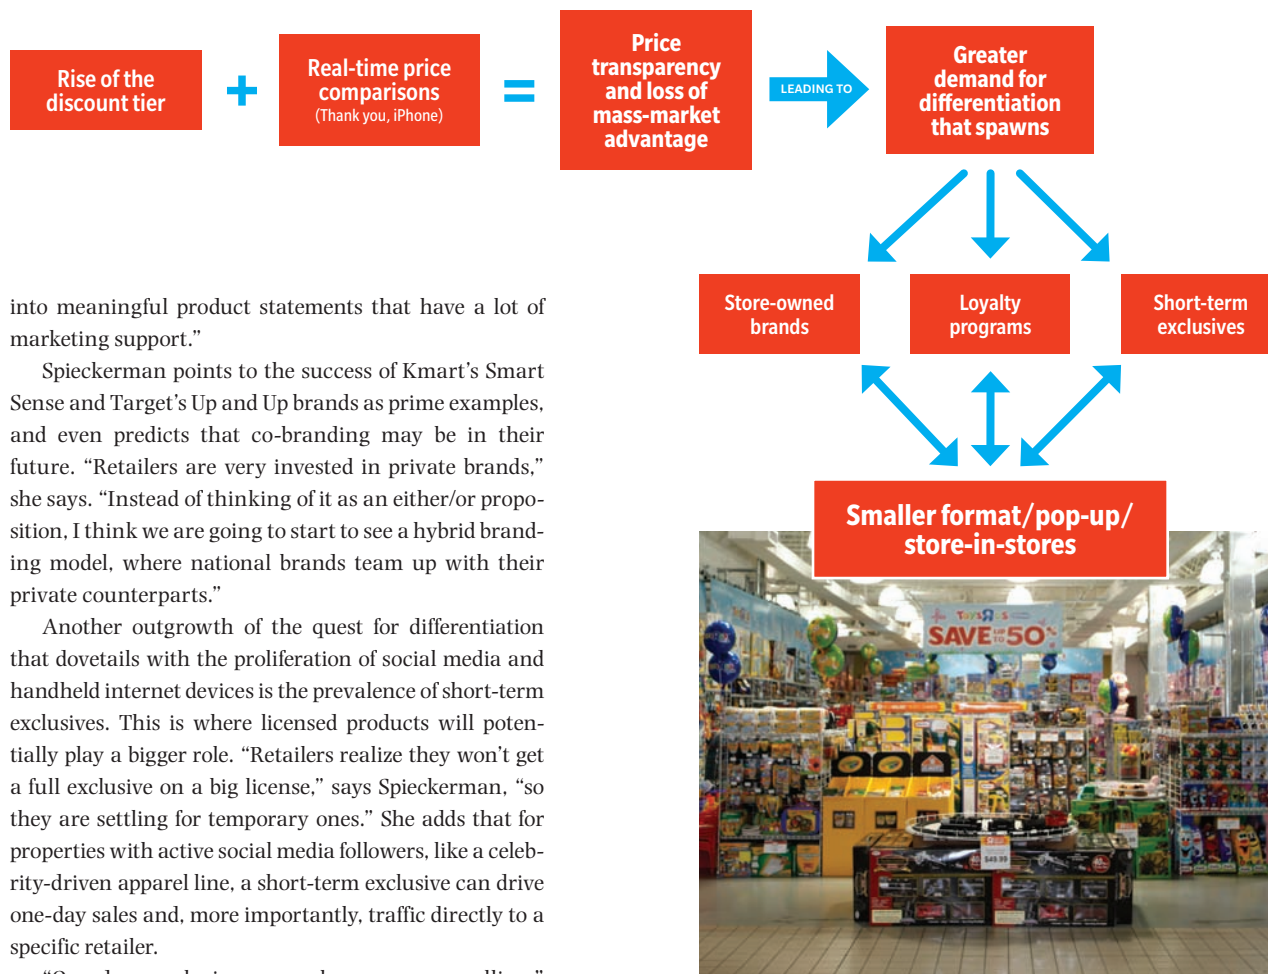 Rise of the
discount tier
+
Real-time price
comparisons
(Thank you, iPhone)
=
Price
transparency
and loss of
mass-market
advantage
LEADING TO
Greater
demand for
differentiation
that spawns
Store-owned
brands
Loyalty
programs
Short-term
exclusives
Smaller format/pop-up/
store-in-stores
TOYS R US
SAVE UP TO 50%
$49.99
into meaningful product statements that have a lot of
marketing support.”
Spieckerman points to the success of Kmart’s Smart
Sense and Target’s Up and Up brands as prime examples,
and even predicts that co-branding may be in their
future. “Retailers are very invested in private brands,”
she says. “Instead of thinking of it as an either/or propo-
sition, I think we are going to start to see a hybrid brand-
ing model, where national brands team up with their
private counterparts.”
Another outgrowth of the quest for differentiation
that dovetails with the proliferation of social media and
handheld internet devices is the prevalence of short-term
exclusives. This is where licensed products will poten-
tially play a bigger role. “Retailers realize they won’t get
a full exclusive on a big license,” says Spieckerman, “so
they are settling for temporary ones.” She adds that for
properties with active social media followers, like a celeb-
rity-driven apparel line, a short-term exclusive can drive
one-day sales and, more importantly, traffic directly to a
specific retailer.